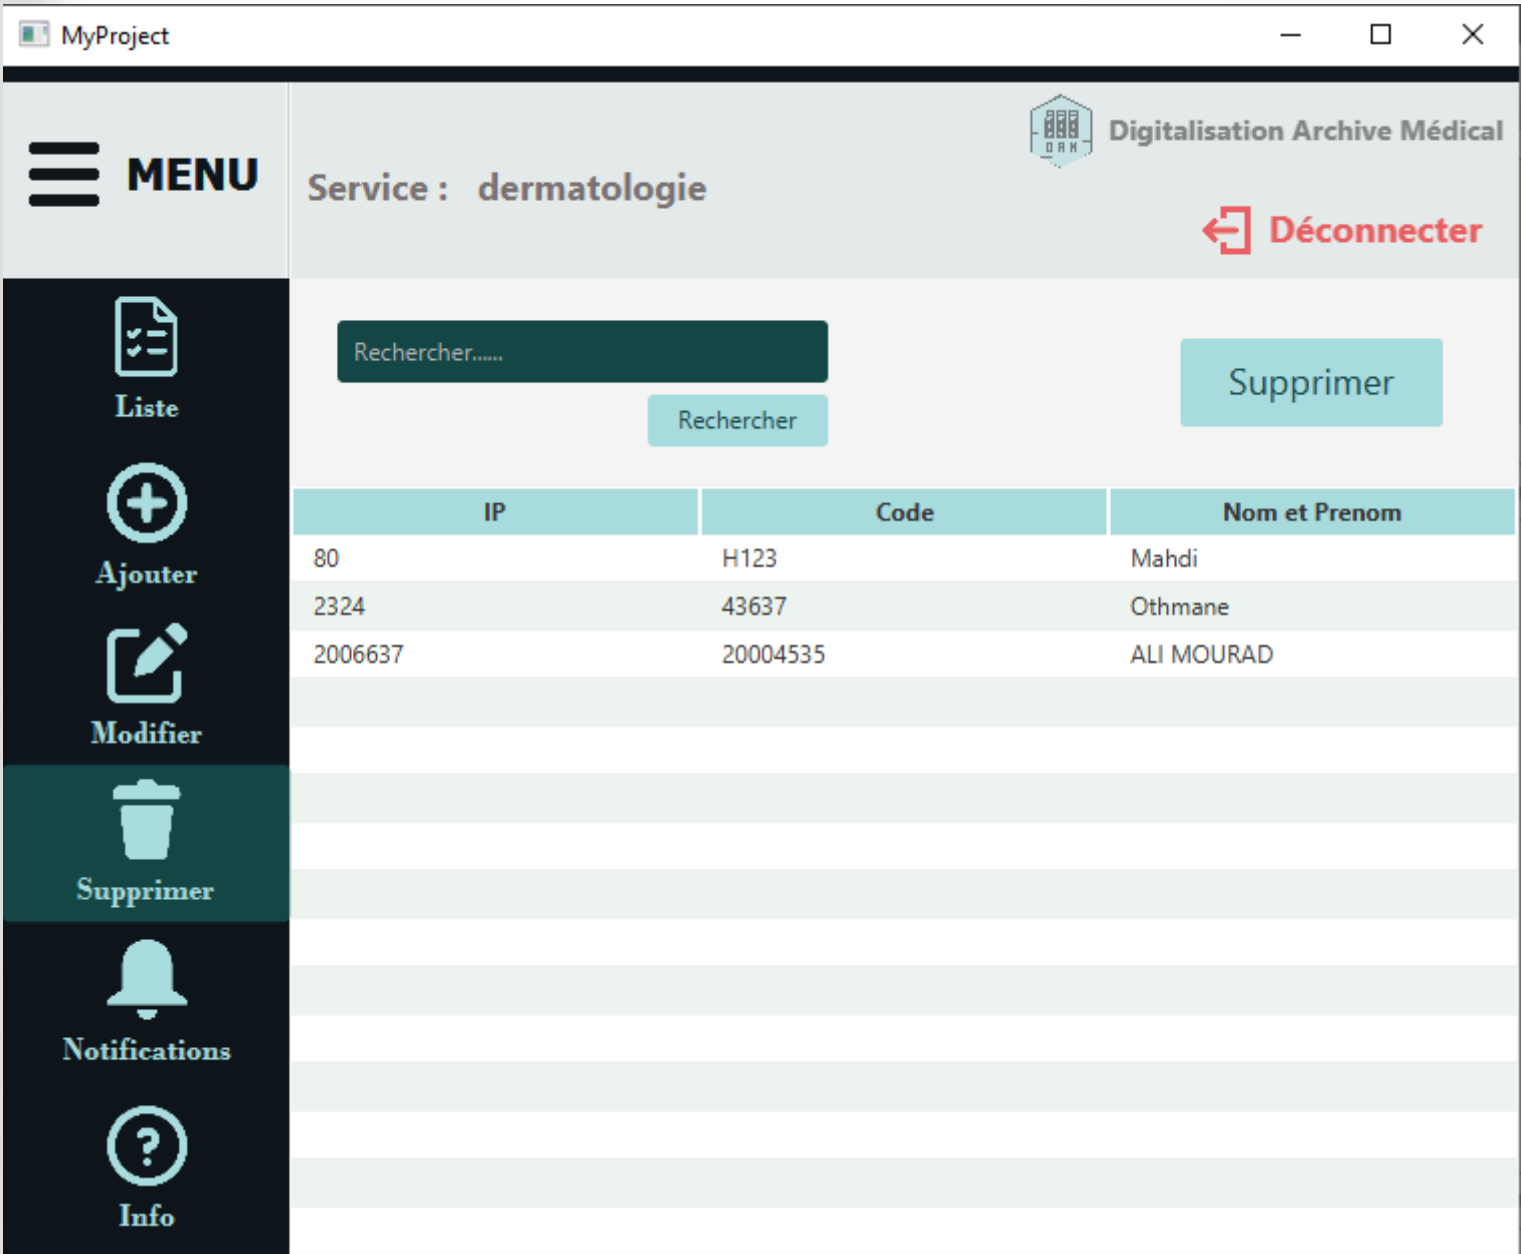 MyProject
MENU
Service : dermatologie
DAM
Digitalisation Archive Médical
Déconnecter
Liste
Ajouter
Modifier
Supprimer
Notifications
Info
Rechercher......
Rechercher
Supprimer
IP Code Nom et Prenom
80 H123 Mahdi
2324 43637 Othmane
2006637 20004535 ALI MOURAD